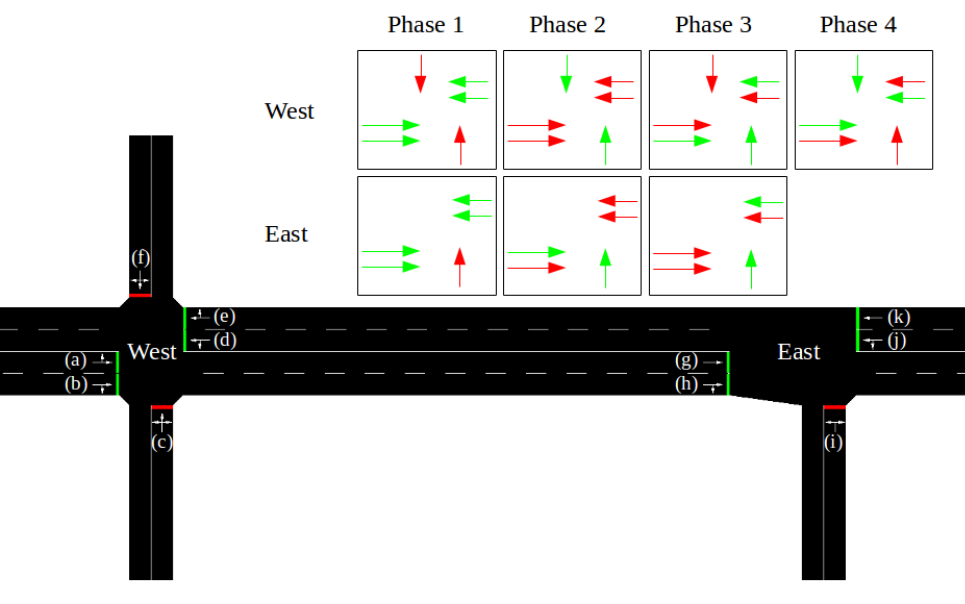 Phase 1 Phase 2 Phase 3 Phase 4
West
East
(f)
(e)
(d)
(k)
(j)
West
East
(a)
(b)
(g)
(h)
(c)
(i)